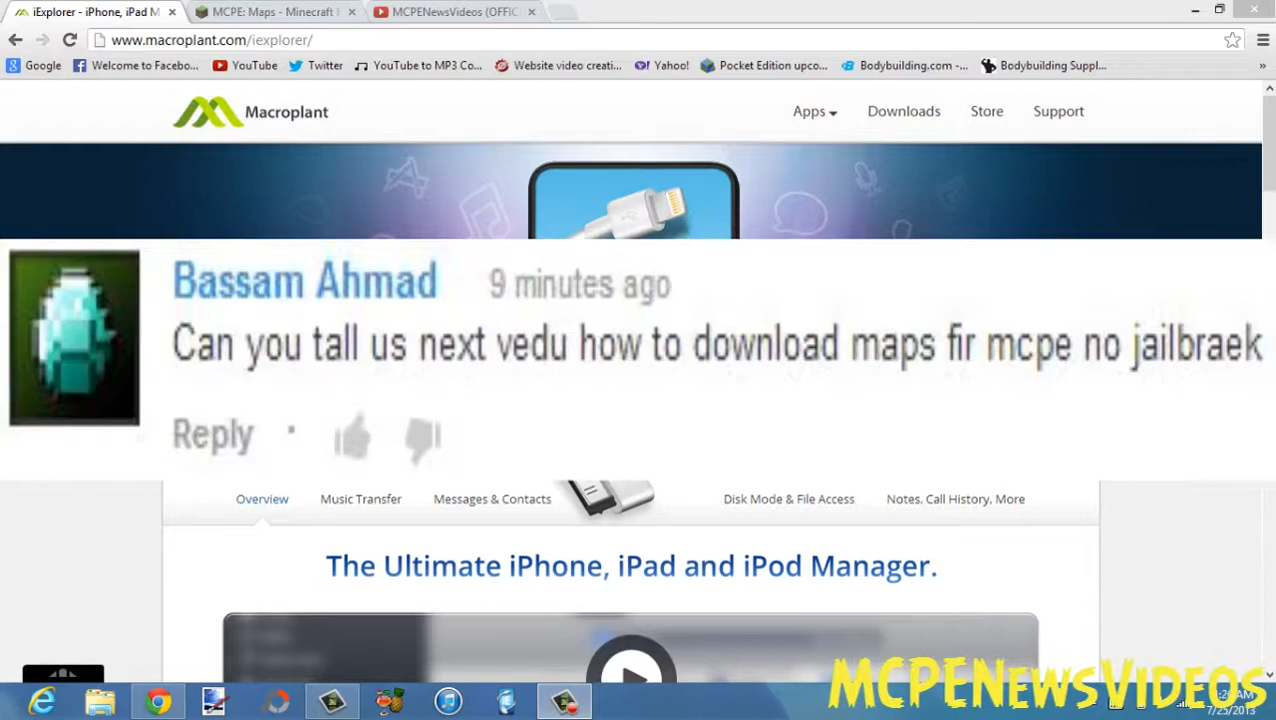 iExplorer - iPhone, iPad M
MCPE: Maps - Minecraft
MCPENewsVideos (OFFIC
www.macroplant.com/iexplorer/
Google
Welcome to Facebo...
YouTube
Twitter
YouTube to MP3 Co...
Website video creati...
Yahoo!
Pocket Edition upco...
Bodybuilding.com -...
Bodybuilding Suppl...
»
Macroplant
Apps
Downloads
Store
Support
Bassam Ahmad 9 minutes ago
Can you tall us next vedu how to download maps fir mcpe no jailbraek
Reply ·
Overview
Music Transfer
Messages & Contacts
Disk Mode & File Access
Notes, Call History, More
The Ultimate iPhone, iPad and iPod Manager.
MCPENewsVideos
7/25/2013